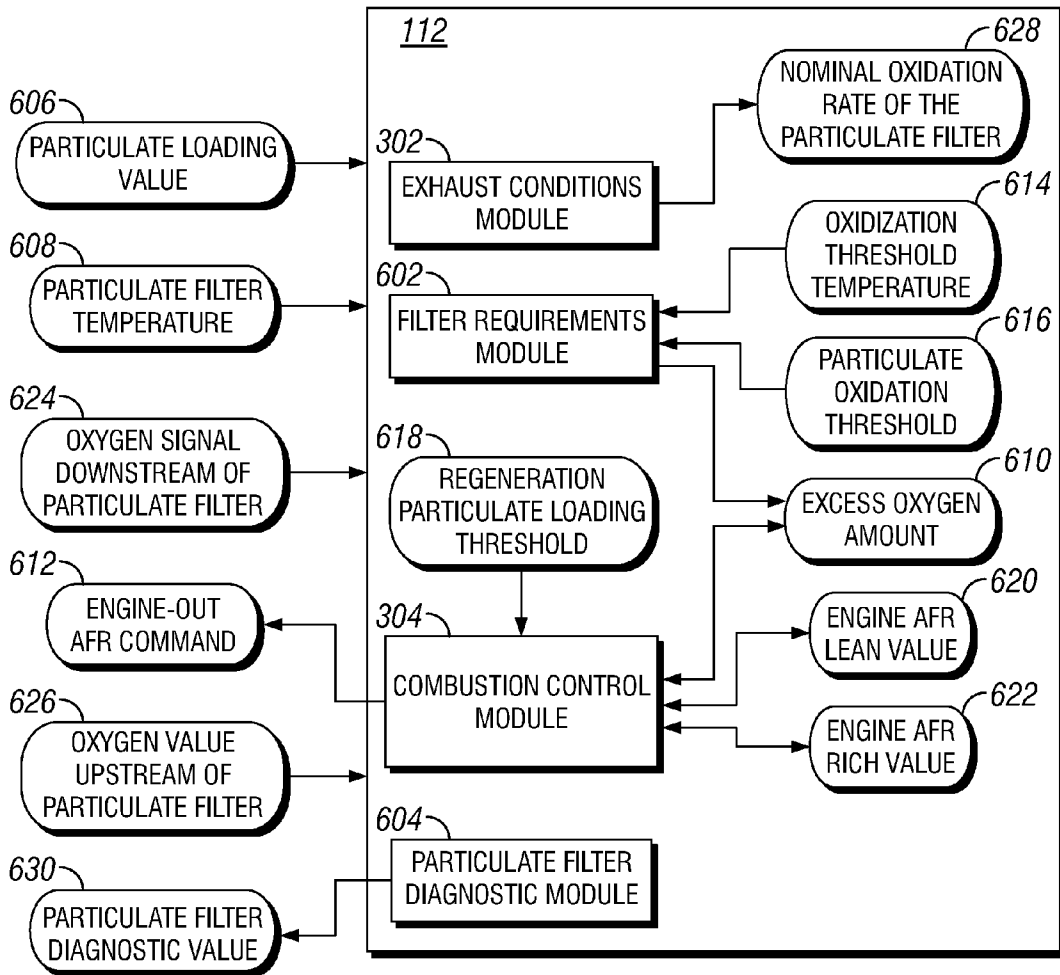 112
628
NOMINAL OXIDATION
RATE OF THE
PARTICULATE FILTER
606
PARTICULATE LOADING
VALUE
302
EXHAUST CONDITIONS
MODULE
614
OXIDIZATION
THRESHOLD
TEMPERATURE
608
PARTICULATE FILTER
TEMPERATURE
602
FILTER REQUIREMENTS
MODULE
616
PARTICULATE
OXIDATION
THRESHOLD
624
OXYGEN SIGNAL
DOWNSTREAM OF
PARTICULATE FILTER
618
REGENERATION
PARTICULATE LOADING
THRESHOLD
610
EXCESS OXYGEN
AMOUNT
612
ENGINE-OUT
AFR COMMAND
304
COMBUSTION CONTROL
MODULE
620
ENGINE AFR
LEAN VALUE
626
OXYGEN VALUE
UPSTREAM OF
PARTICULATE FILTER
622
ENGINE AFR
RICH VALUE
604
PARTICULATE FILTER
DIAGNOSTIC MODULE
630
PARTICULATE FILTER
DIAGNOSTIC VALUE